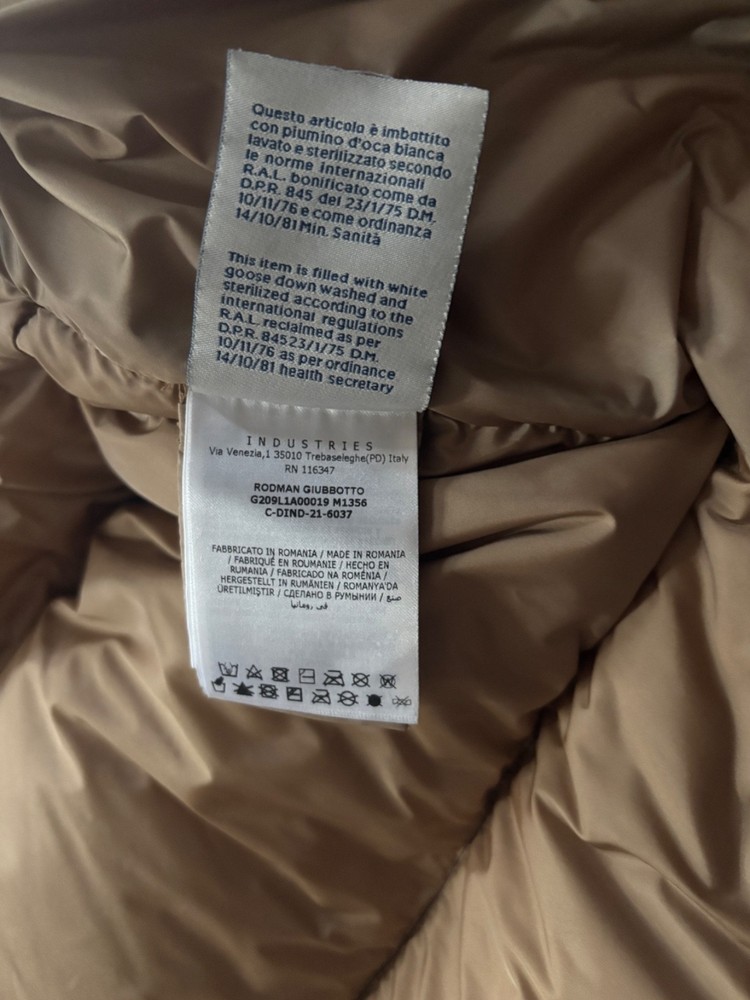 Questo articolo è imbottito
con piumino d'oca bianca
lavato e sterilizzato secondo
le norme internazionali
R.A.L. bonificato come da
D.P.R. 845 del 23/1/75 D.M.
10/11/76 e come ordinanza
14/10/81 Min. Sanità
This item is filled with white
goose down washed and
sterilized according to the
international regulations
R.A.L. reclaimed as per
D.P.R. 84523/1/75 D.M.
10/11/76 as per ordinance
14/10/81 health secretary
INDUSTRIES
Via Venezia,1 35010 Trebaseleghe(PD) Italy
RN 116347
RODMAN GIUBBOTTO
G209L1A00019 M1356
C-DIND-21-6037
FABBRICATO IN ROMANIA / MADE IN ROMANIA
/ FABRIQUÉ EN ROUMANIE / HECHO EN
RUMANIA / FABRICADO NA ROMÉNIA /
HERGESTELLT IN RUMÄNIEN / ROMANYA'DA
ÜRETILMIŞTIR / СДЕЛАНО В РУМЫНИИ / صنع
في رومانيا